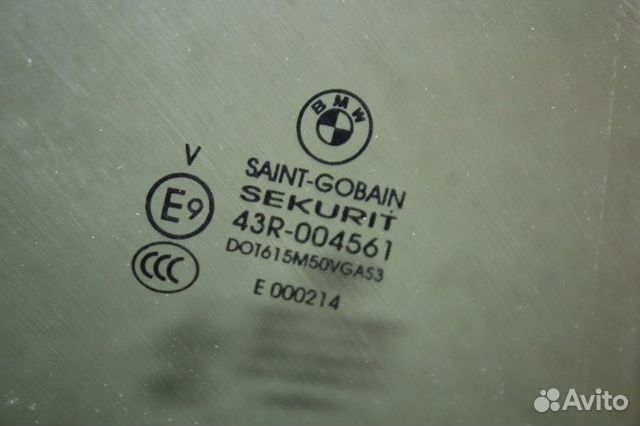 BMW
V
SAINT-GOBAIN
SEKURIT
E9
43R-004561
DOT615M50VGAS3
CCC
E 000214
Avito